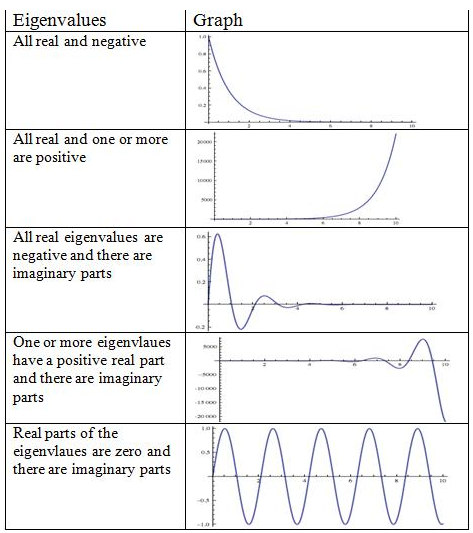 Eigenvalues Graph
All real and negative
1.0
0.8
0.6
0.4
0.2
2 4 6 8 10
All real and one or more
are positive
20000
15000
10000
5000
2 4 6 8 10
All real eigenvalues are
negative and there are
imaginary parts
0.6
0.4
0.2
2 4 6 8 10
0.2
One or more eigenvlaues
have a positive real part
and there are imaginary
parts
5000
2 4 6 8 10
-5000
-10 000
-15 000
-20 000
Real parts of the
eigenvlaues are zero and
there are imaginary parts
1.0
0.5
2 4 6 8 10
-0.5
-1.0